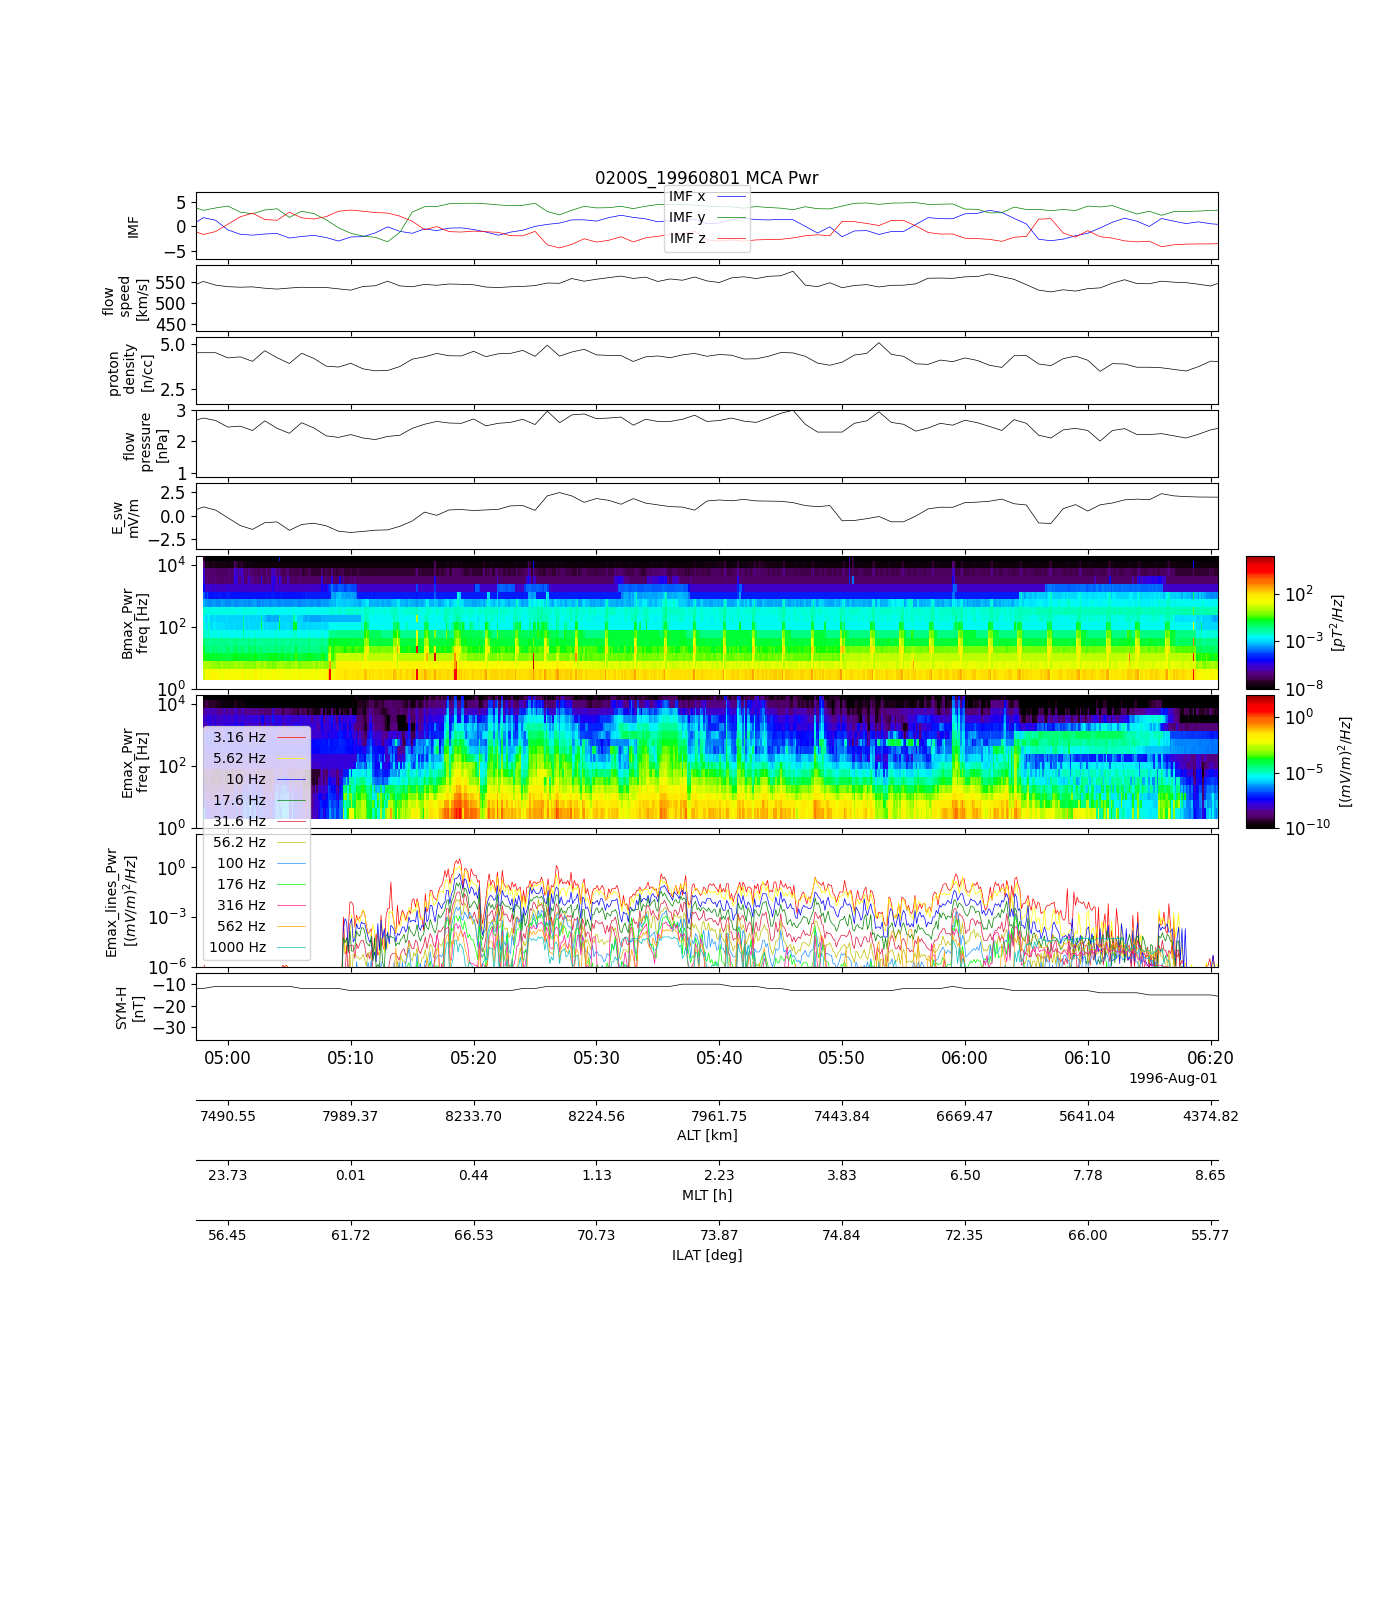 0200S_19960801 MCA Pwr
IMF
5
0
−5
IMF x
IMF y
IMF z
flow
speed
[km/s]
550
500
450
proton
density
[n/cc]
5.0
2.5
flow
pressure
[nPa]
3
2
1
E_sw
mV/m
2.5
0.0
−2.5
Bmax_Pwr
freq [Hz]
10^4
10^2
10^0
10^2
10^−3
10^−8
[pT^2/Hz]
Emax_Pwr
freq [Hz]
10^4
10^2
10^0
10^0
10^−5
10^−10
[(mV/m)^2/Hz]
3.16 Hz
5.62 Hz
10 Hz
17.6 Hz
31.6 Hz
56.2 Hz
100 Hz
176 Hz
316 Hz
562 Hz
1000 Hz
Emax_lines_Pwr
[(mV/m)^2/Hz]
10^0
10^−3
10^−6
SYM-H
[nT]
−10
−20
−30
05:00 05:10 05:20 05:30 05:40 05:50 06:00 06:10 06:20
1996-Aug-01
7490.55 7989.37 8233.70 8224.56 7961.75 7443.84 6669.47 5641.04 4374.82
ALT [km]
23.73 0.01 0.44 1.13 2.23 3.83 6.50 7.78 8.65
MLT [h]
56.45 61.72 66.53 70.73 73.87 74.84 72.35 66.00 55.77
ILAT [deg]